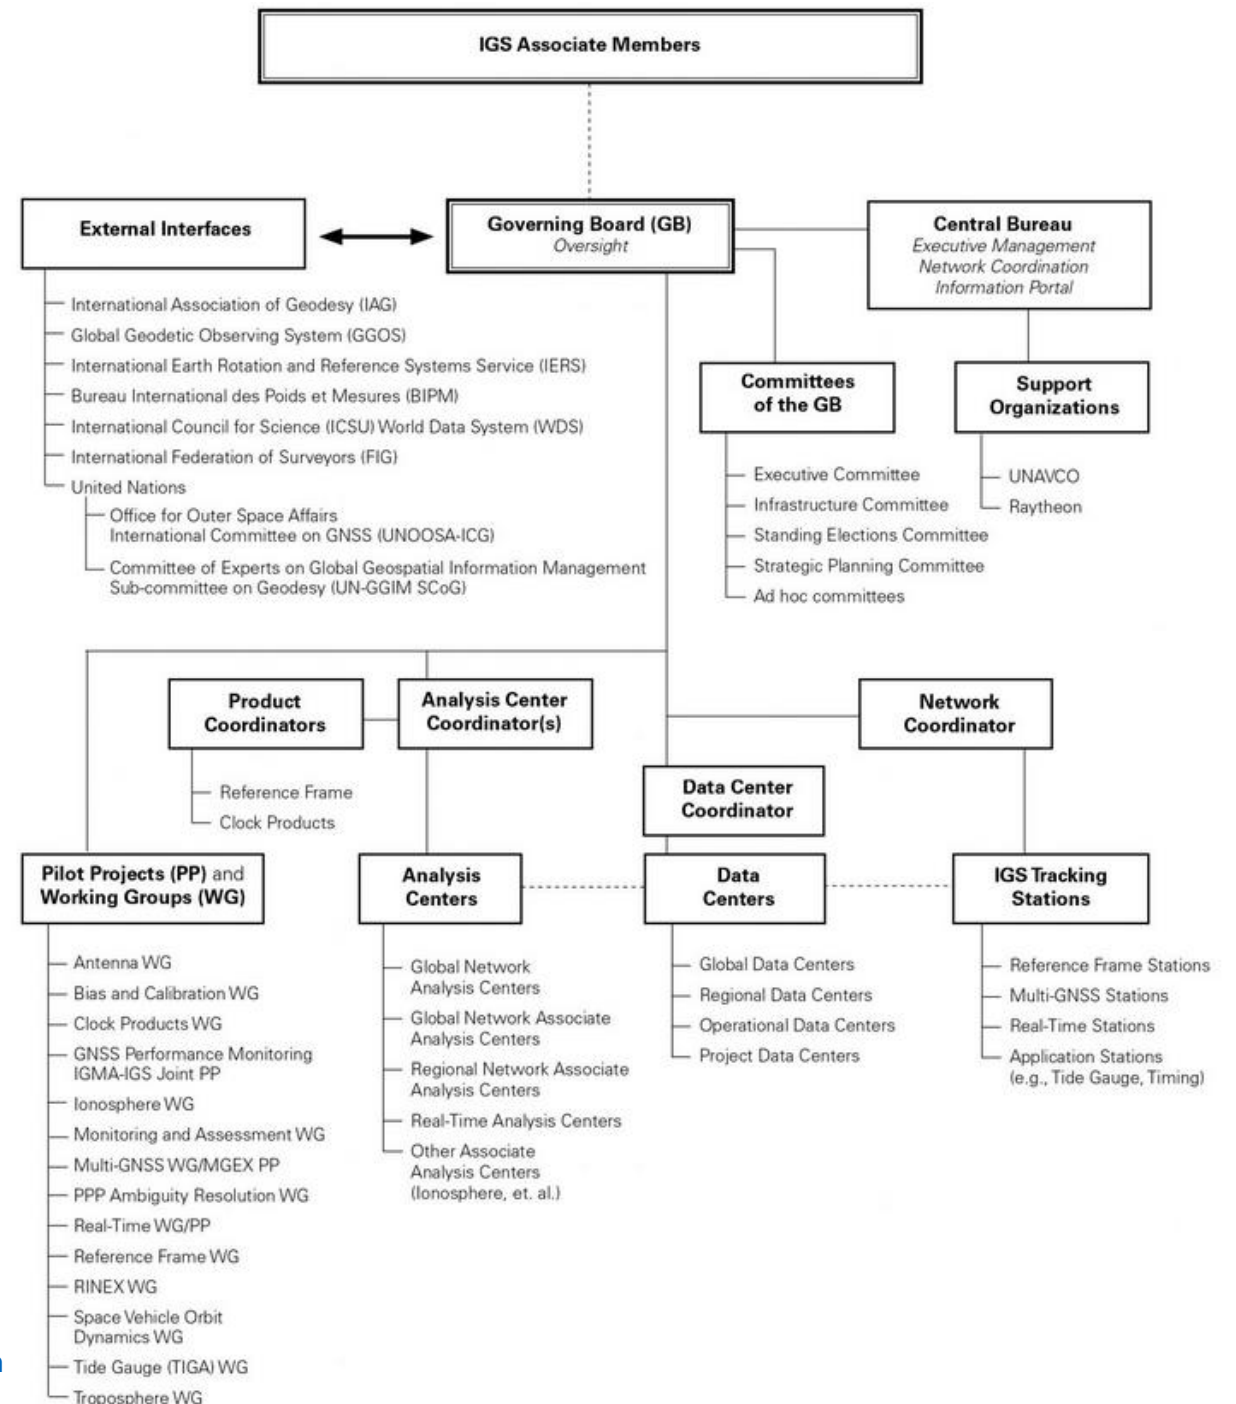 IGS Associate Members
External Interfaces
Governing Board (GB)
Oversight
Central Bureau
Executive Management
Network Coordination
Information Portal
International Association of Geodesy (IAG)
Global Geodetic Observing System (GGOS)
International Earth Rotation and Reference Systems Service (IERS)
Bureau International des Poids et Mesures (BIPM)
International Council for Science (ICSU) World Data System (WDS)
International Federation of Surveyors (FIG)
United Nations
Office for Outer Space Affairs
International Committee on GNSS (UNOOSA-ICG)
Committee of Experts on Global Geospatial Information Management
Sub-committee on Geodesy (UN-GGIM SCoG)
Committees
of the GB
Executive Committee
Infrastructure Committee
Standing Elections Committee
Strategic Planning Committee
Ad hoc committees
Support
Organizations
UNAVCO
Raytheon
Product
Coordinators
Reference Frame
Clock Products
Analysis Center
Coordinator(s)
Network
Coordinator
Data Center
Coordinator
Pilot Projects (PP) and
Working Groups (WG)
Antenna WG
Bias and Calibration WG
Clock Products WG
GNSS Performance Monitoring
IGMA-IGS Joint PP
Ionosphere WG
Monitoring and Assessment WG
Multi-GNSS WG/MGEX PP
PPP Ambiguity Resolution WG
Real-Time WG/PP
Reference Frame WG
RINEX WG
Space Vehicle Orbit
Dynamics WG
Tide Gauge (TIGA) WG
Troposphere WG
Analysis
Centers
Global Network
Analysis Centers
Global Network Associate
Analysis Centers
Regional Network Associate
Analysis Centers
Real-Time Analysis Centers
Other Associate
Analysis Centers
(Ionosphere, et. al.)
Data
Centers
Global Data Centers
Regional Data Centers
Operational Data Centers
Project Data Centers
IGS Tracking
Stations
Reference Frame Stations
Multi-GNSS Stations
Real-Time Stations
Application Stations
(e.g., Tide Gauge, Timing)